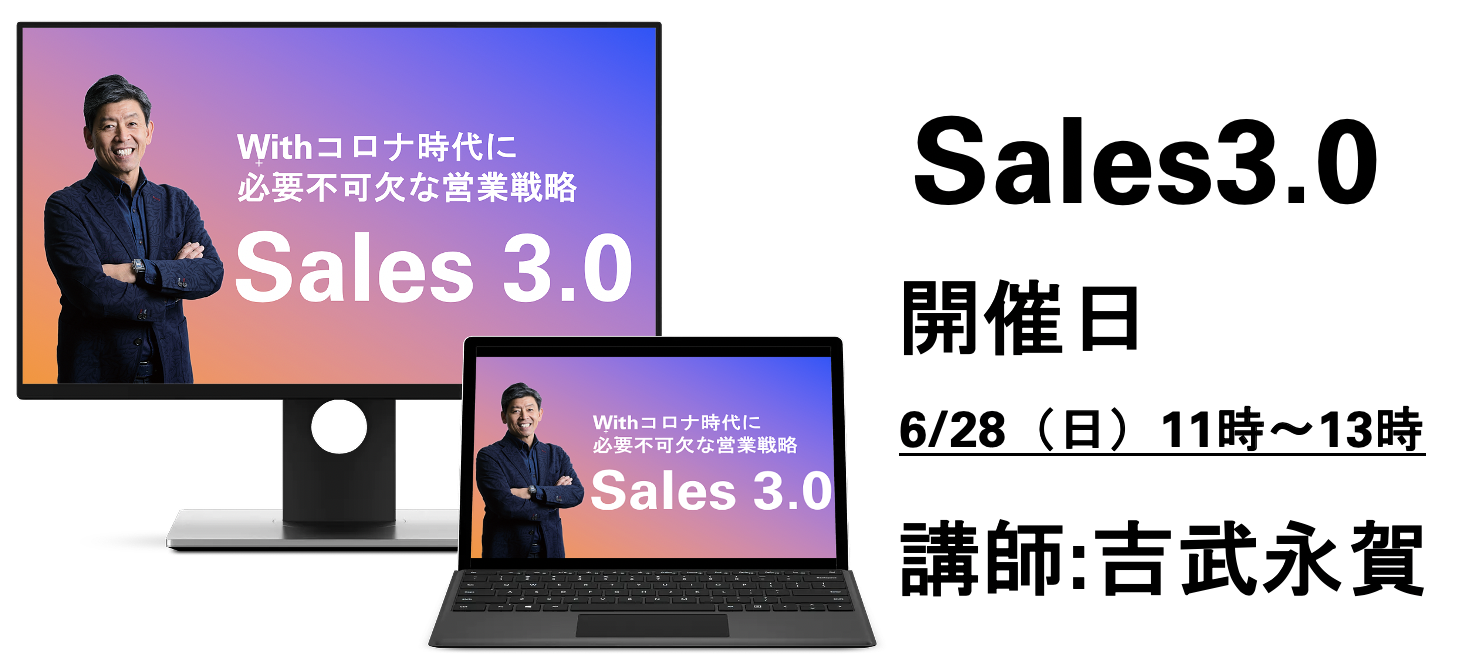 Withコロナ時代に
必要不可欠な営業戦略
Sales 3.0
Withコロナ時代に
必要不可欠な営業戦略
Sales 3.0
Sales3.0
開催日
6/28（日）11時〜13時
講師:吉武永賀